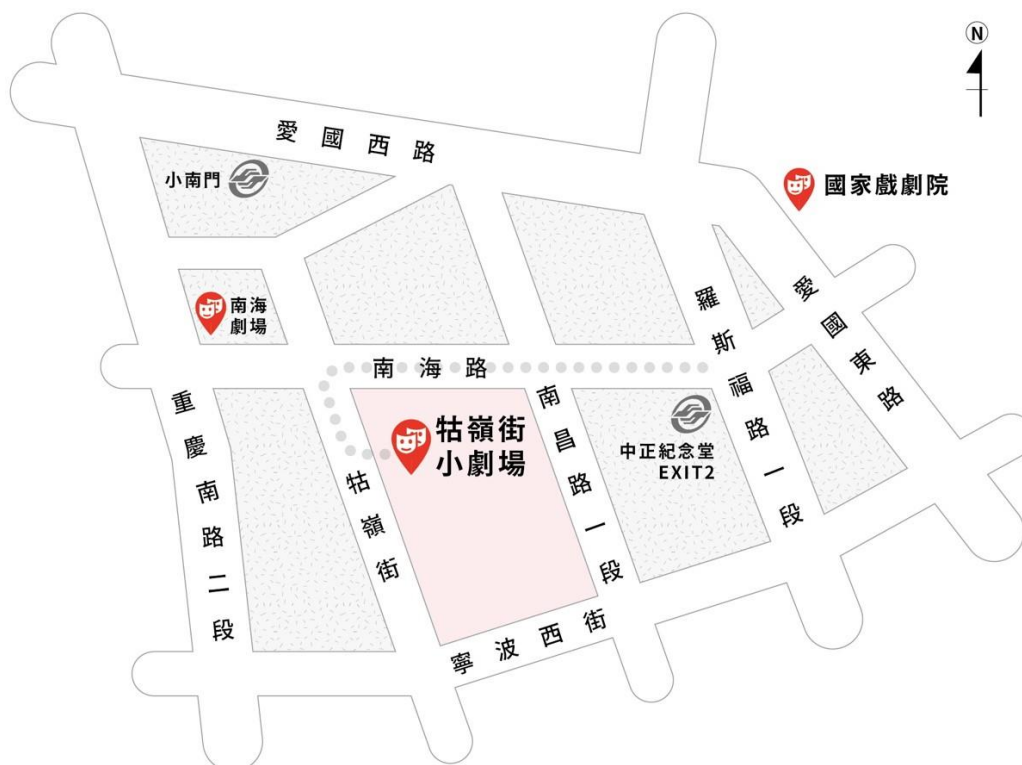 N
愛國西路
小南門
國家戲劇院
南海
劇場
羅斯福路一段
愛國東路
南海路
重慶南路二段
牯嶺街
小劇場
南昌路一段
中正紀念堂
EXIT2
牯嶺街
寧波西街